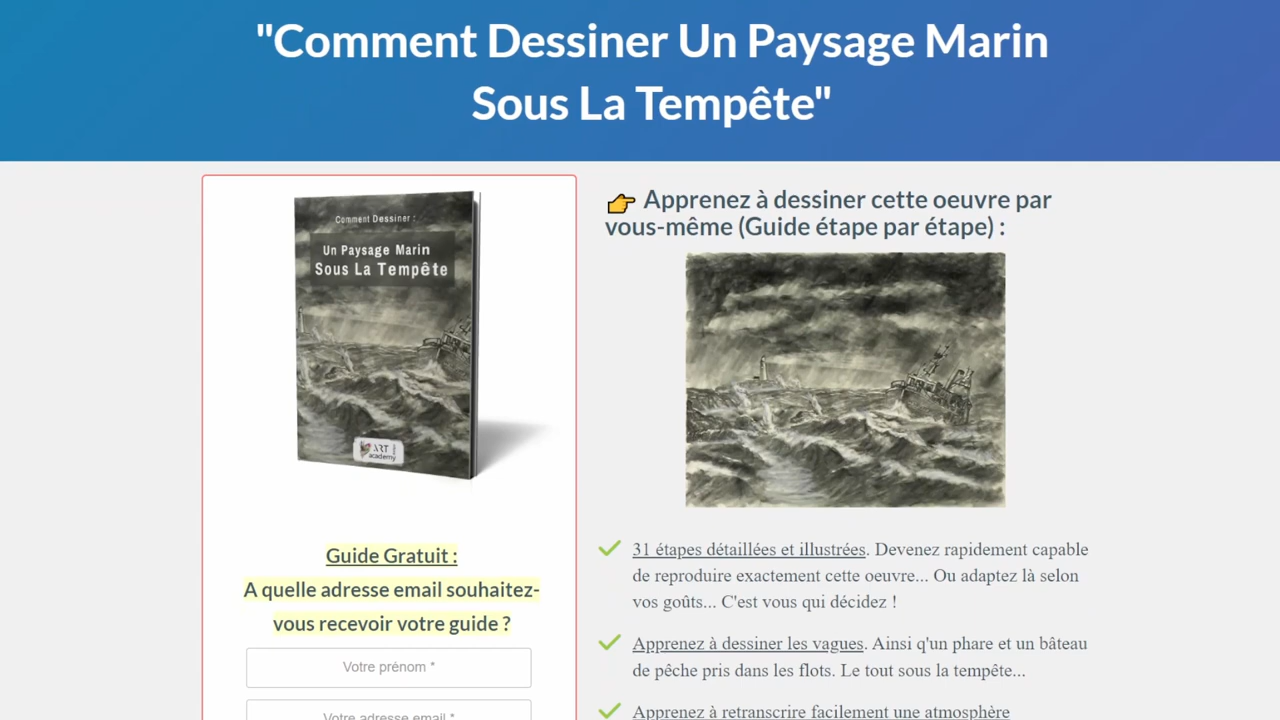 "Comment Dessiner Un Paysage Marin
Sous La Tempête"
Comment Dessiner :
Un Paysage Marin
Sous La Tempête
ART
academy
Guide Gratuit :
A quelle adresse email souhaitez-
vous recevoir votre guide ?
Votre prénom *
Votre adresse email *
👉 Apprenez à dessiner cette oeuvre par
vous-même (Guide étape par étape) :
31 étapes détaillées et illustrées. Devenez rapidement capable
de reproduire exactement cette oeuvre... Ou adaptez là selon
vos goûts... C'est vous qui décidez !
Apprenez à dessiner les vagues. Ainsi q'un phare et un bâteau
de pêche pris dans les flots. Le tout sous la tempête...
Apprenez à retranscrire facilement une atmosphère